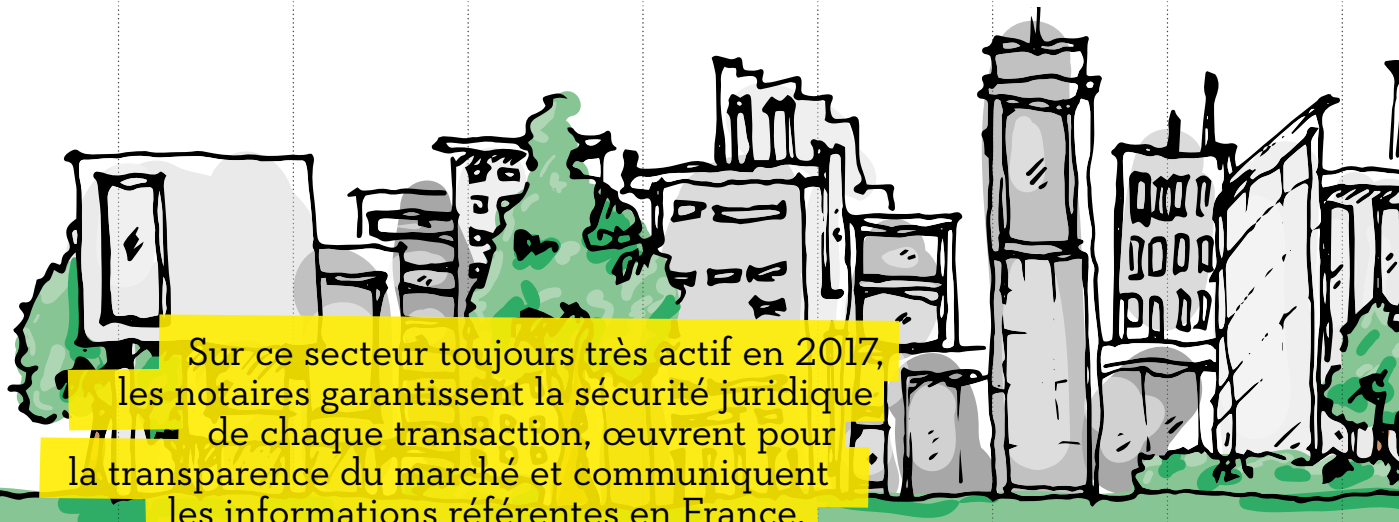 Sur ce secteur toujours très actif en 2017,
les notaires garantissent la sécurité juridique
de chaque transaction, œuvrent pour
la transparence du marché et communiquent
les informations référentes en France.